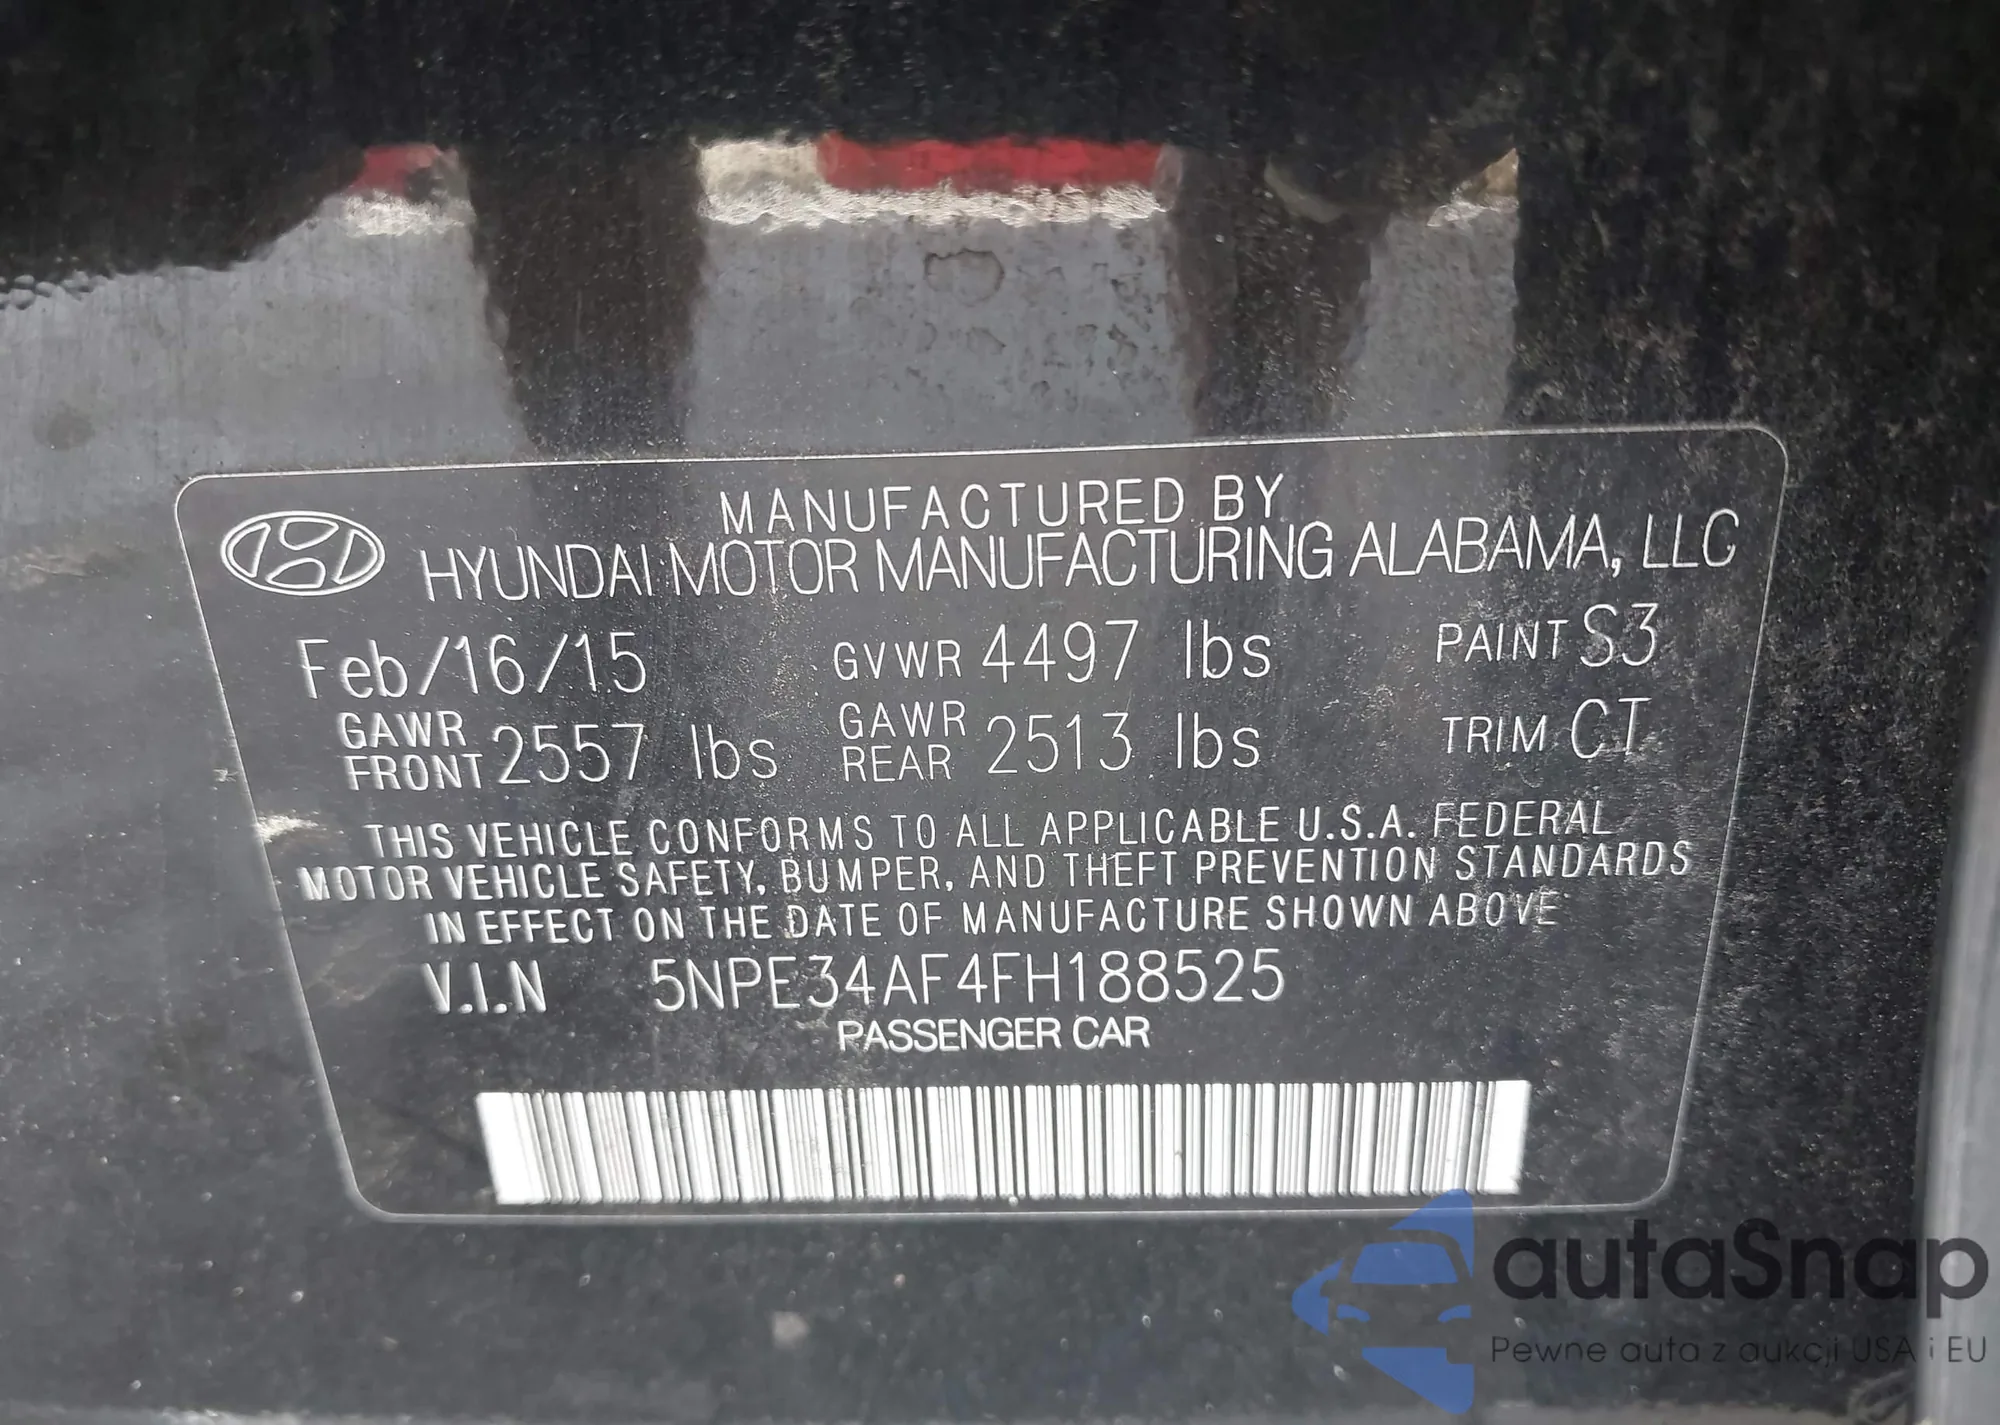 MANUFACTURED BY
HYUNDAI MOTOR MANUFACTURING ALABAMA, LLC
Feb/16/15 GVWR 4497 lbs PAINT S3
GAWR FRONT 2557 lbs GAWR REAR 2513 lbs TRIM CT
THIS VEHICLE CONFORMS TO ALL APPLICABLE U.S.A. FEDERAL
MOTOR VEHICLE SAFETY, BUMPER, AND THEFT PREVENTION STANDARDS
IN EFFECT ON THE DATE OF MANUFACTURE SHOWN ABOVE
V.I.N 5NPE34AF4FH188525
PASSENGER CAR
autaSnap
Pewne auta z aukcji USA i EU